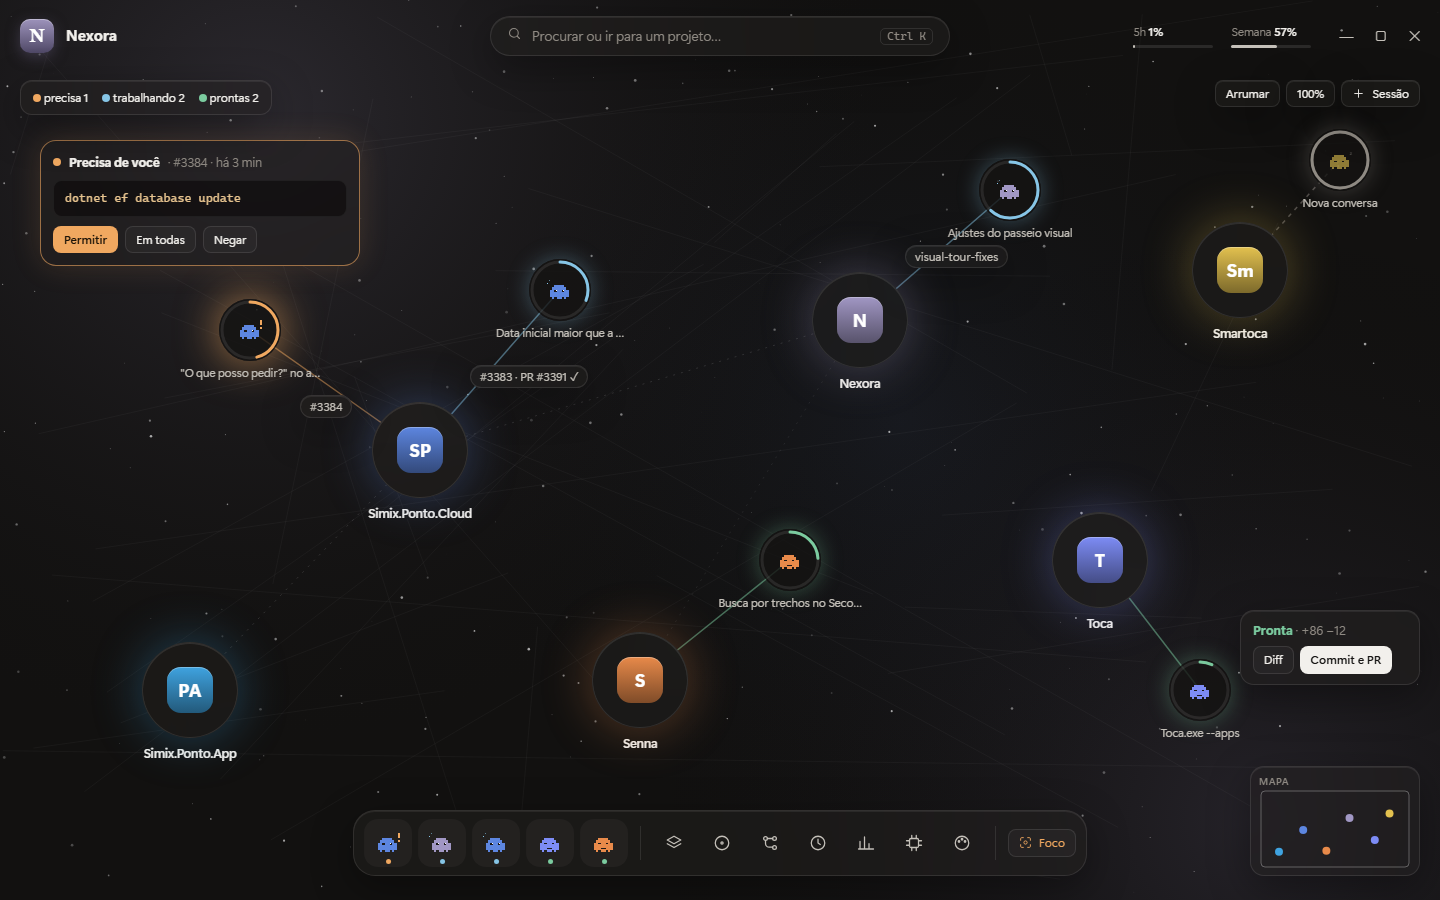 N Nexora
Procurar ou ir para um projeto... Ctrl K
5h 1% Semana 57%
precisa 1 trabalhando 2 prontas 2
Arrumar 100% + Sessão
Precisa de você · #3384 · há 3 min
dotnet ef database update
Permitir Em todas Negar
Nova conversa
Ajustes do passeio visual
visual-tour-fixes
Sm
Smartoca
N
Nexora
Data inicial maior que a ...
"O que posso pedir?" no a...
#3383 · PR #3391 ✓
#3384
SP
Simix.Ponto.Cloud
Busca por trechos no Seco...
T
Toca
Pronta · +86 −12
Diff Commit e PR
Toca.exe --apps
PA
Simix.Ponto.App
S
Senna
MAPA
Foco